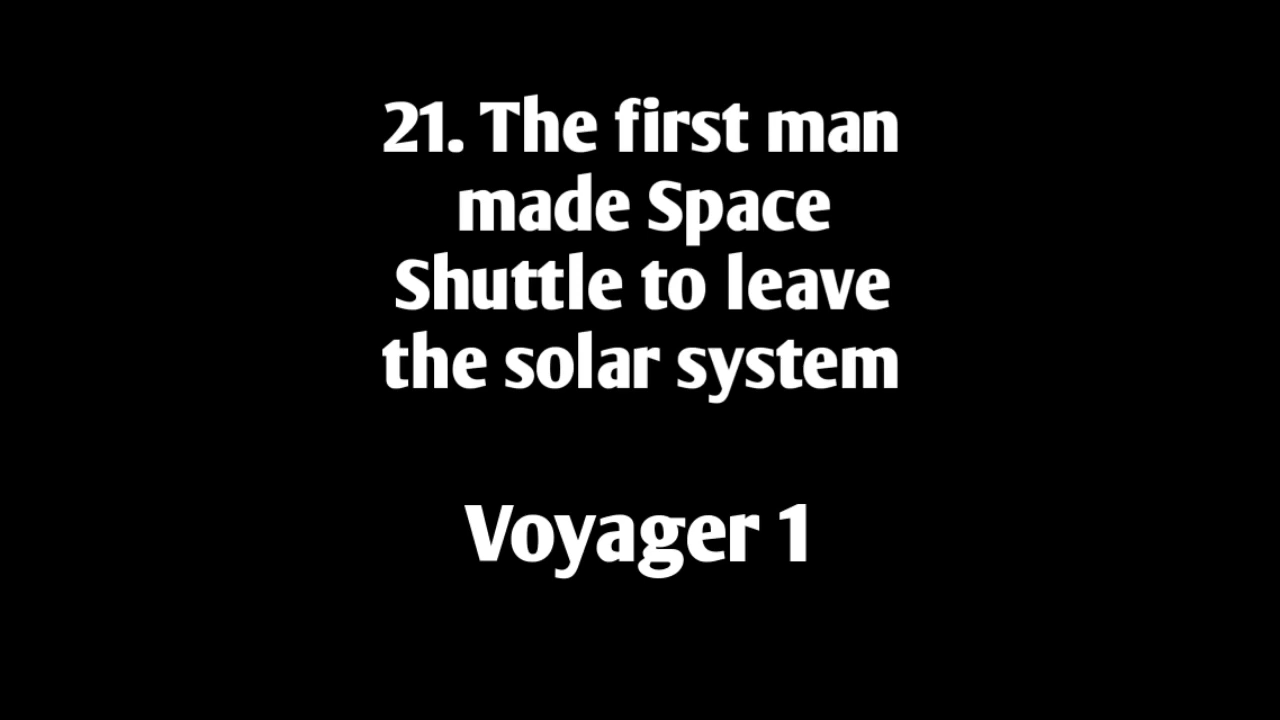 21. The first man
made Space
Shuttle to leave
the solar system
Voyager 1